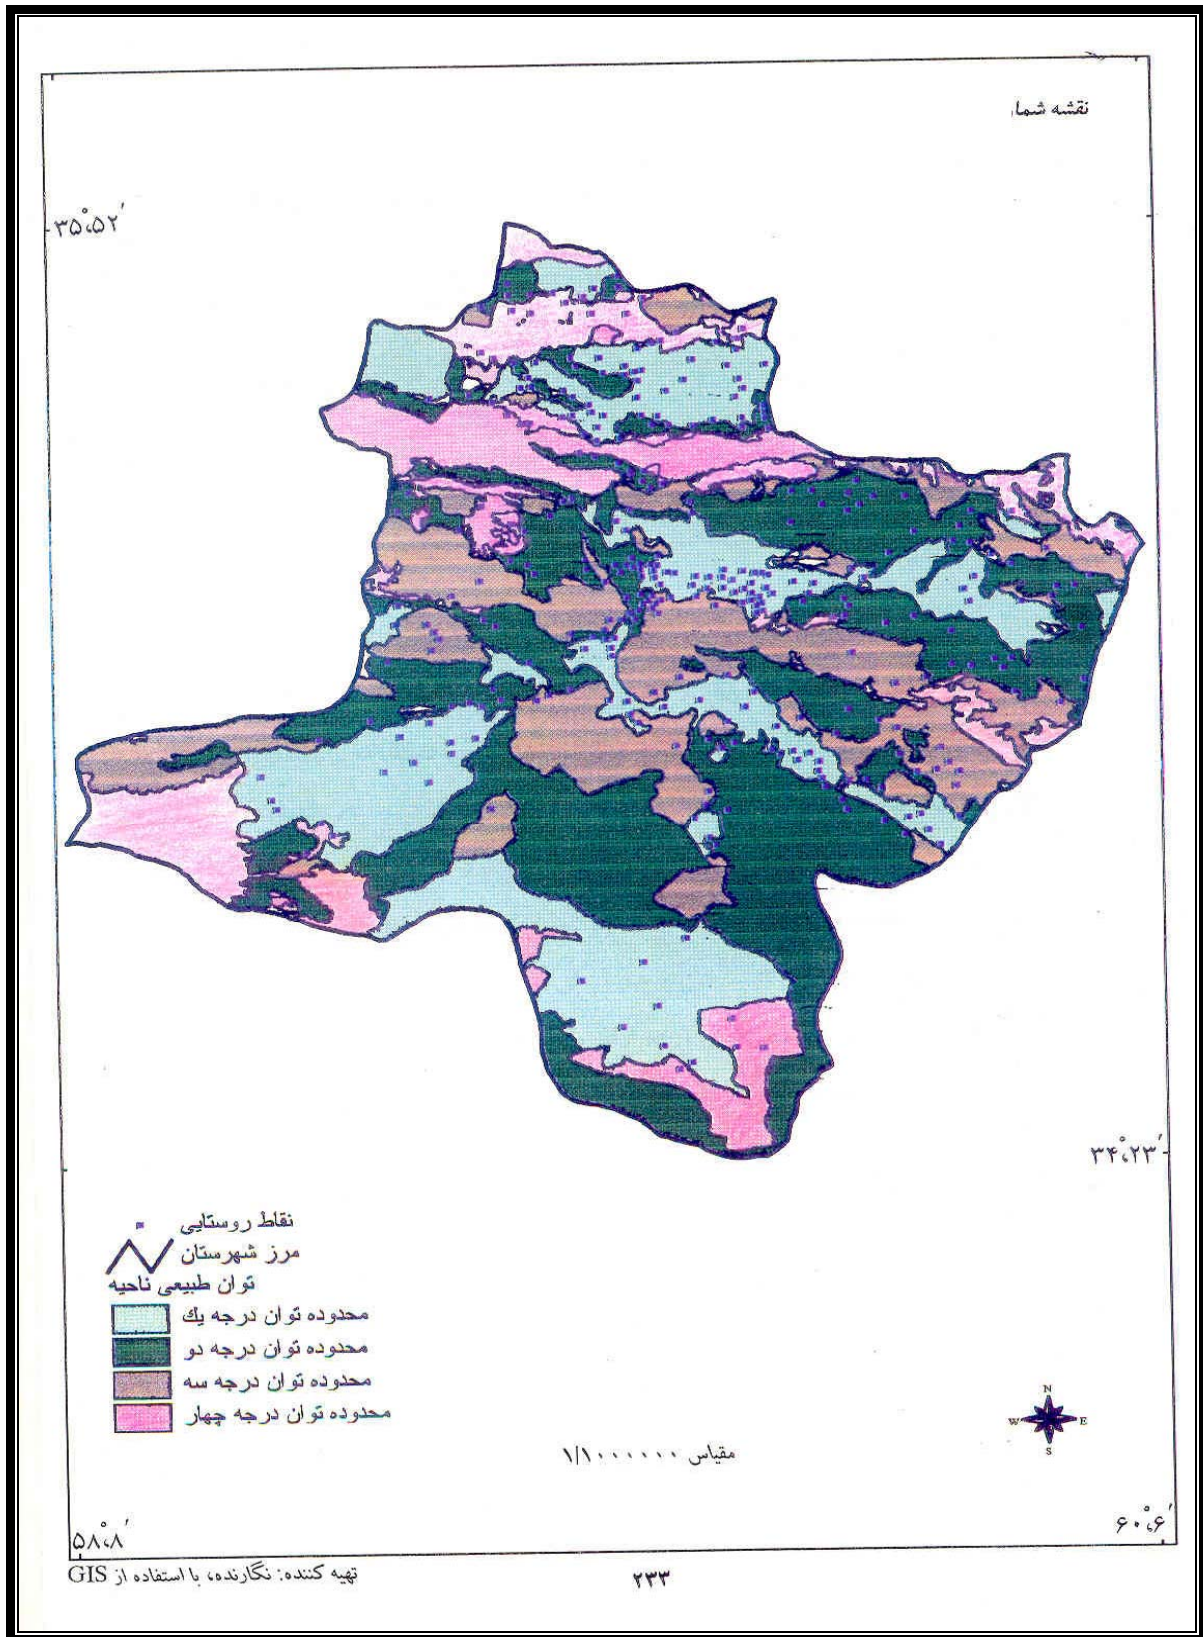 نقشه شما
۳۵°،۵۲′
۳۴°،۲۳′
نقاط روستایی
مرز شهرستان
توان طبیعی ناحیه
محدوده توان درجه یك
محدوده توان درجه دو
محدوده توان درجه سه
محدوده توان درجه چهار
N
W E
S
مقیاس ۱/۱۰۰۰۰۰۰
۵۸°،۸′
۶۰°،۶′
تهیه کننده: نگارنده، با استفاده از GIS
۲۳۳